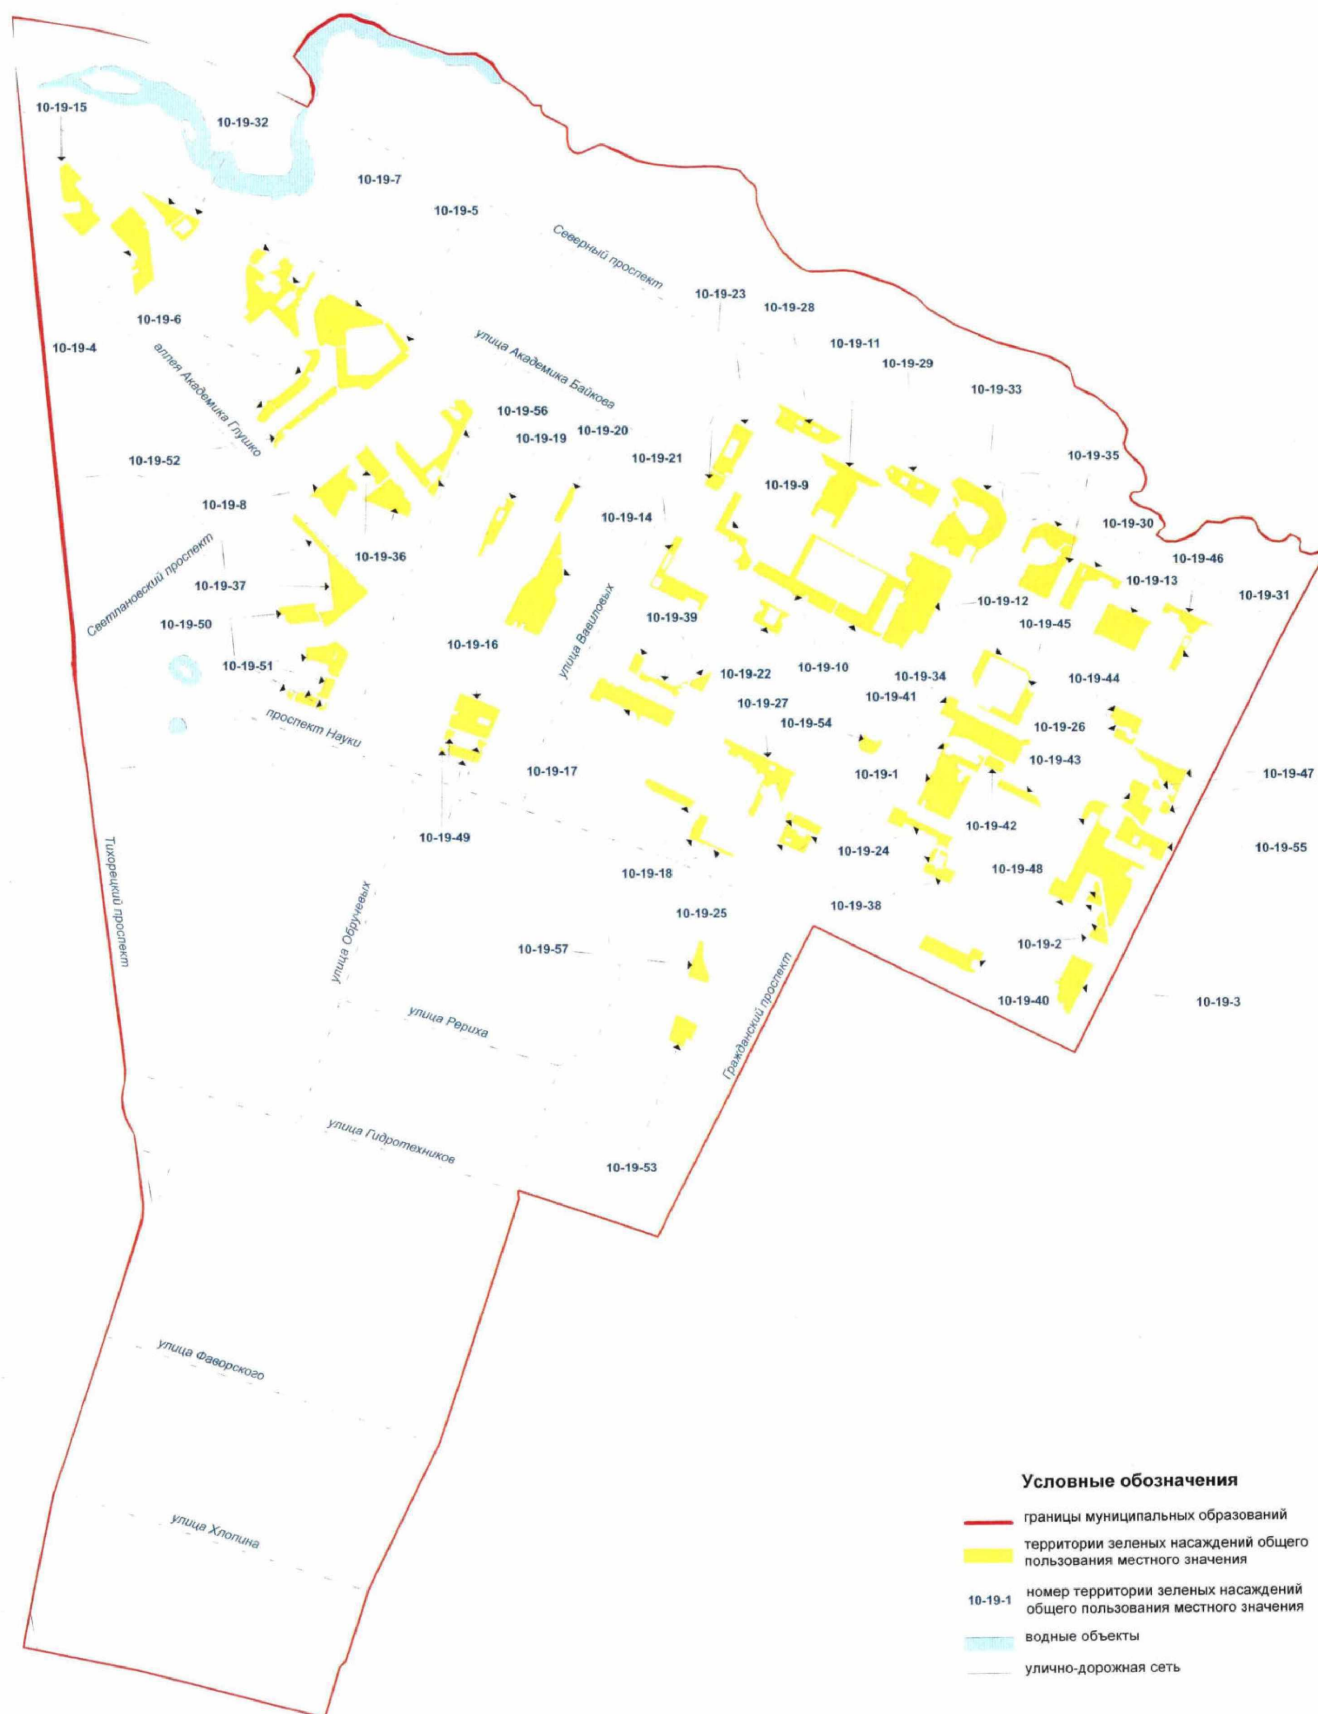 10-19-15
10-19-32
10-19-7
10-19-5
Северный проспект
10-19-23
10-19-28
10-19-6
10-19-4
аллея Академика Глушко
улица Академика Байкова
10-19-11
10-19-29
10-19-33
10-19-56
10-19-20
10-19-19
10-19-21
10-19-35
10-19-52
10-19-9
10-19-8
10-19-14
10-19-30
10-19-36
10-19-46
Светлановский проспект
10-19-37
10-19-13
10-19-31
10-19-12
10-19-50
10-19-39
10-19-45
улица Вавиловых
10-19-16
10-19-51
10-19-22
10-19-10
10-19-34
10-19-44
10-19-27
10-19-41
проспект Науки
10-19-54
10-19-26
10-19-17
10-19-1
10-19-43
10-19-47
10-19-49
10-19-42
10-19-24
10-19-55
Тихорецкий проспект
10-19-18
10-19-48
10-19-25
10-19-38
улица Обручевых
10-19-57
10-19-2
Гражданский проспект
10-19-40
10-19-3
улица Рериха
улица Гидротехников
10-19-53
улица Фаворского
улица Хлопина
Условные обозначения
границы муниципальных образований
территории зеленых насаждений общего
пользования местного значения
10-19-1
номер территории зеленых насаждений
общего пользования местного значения
водные объекты
улично-дорожная сеть